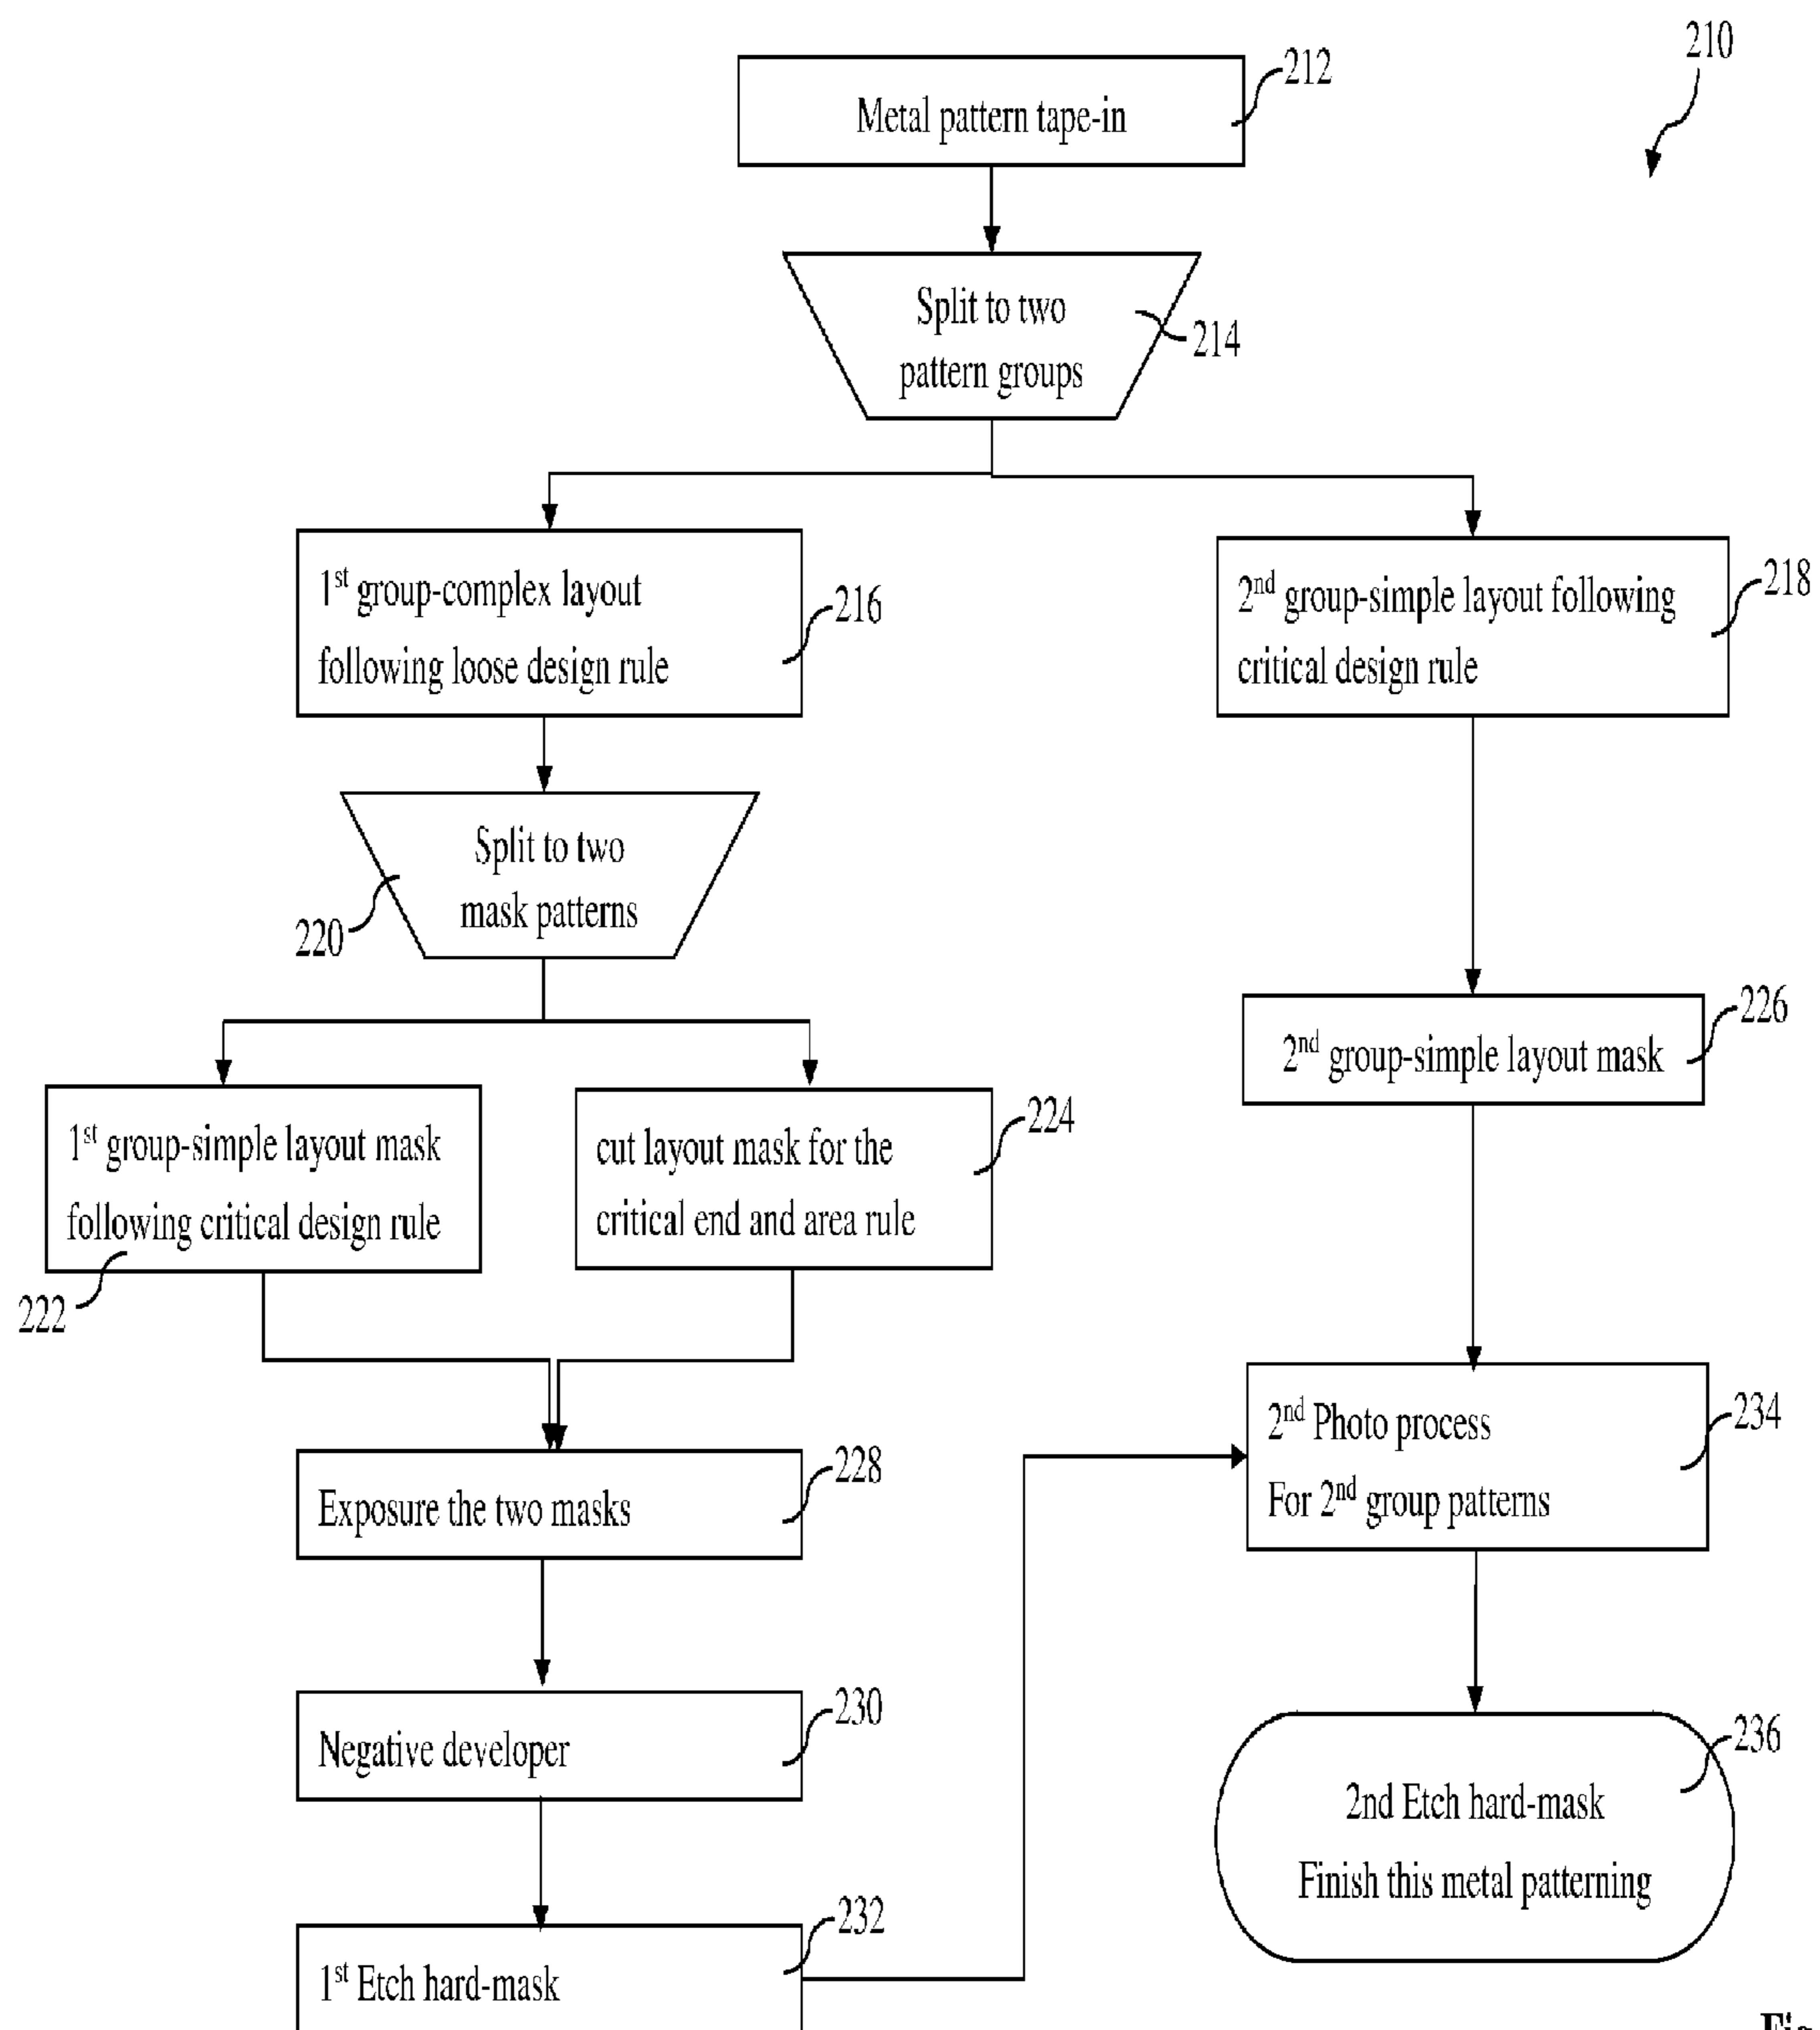 210
Metal pattern tape-in
212
Split to two
pattern groups
214
1st group-complex layout
following loose design rule
216
2nd group-simple layout following
critical design rule
218
Split to two
mask patterns
220
2nd group-simple layout mask
226
1st group-simple layout mask
following critical design rule
222
cut layout mask for the
critical end and area rule
224
2nd Photo process
For 2nd group patterns
234
Exposure the two masks
228
Negative developer
230
2nd Etch hard-mask
Finish this metal patterning
236
1st Etch hard-mask
232